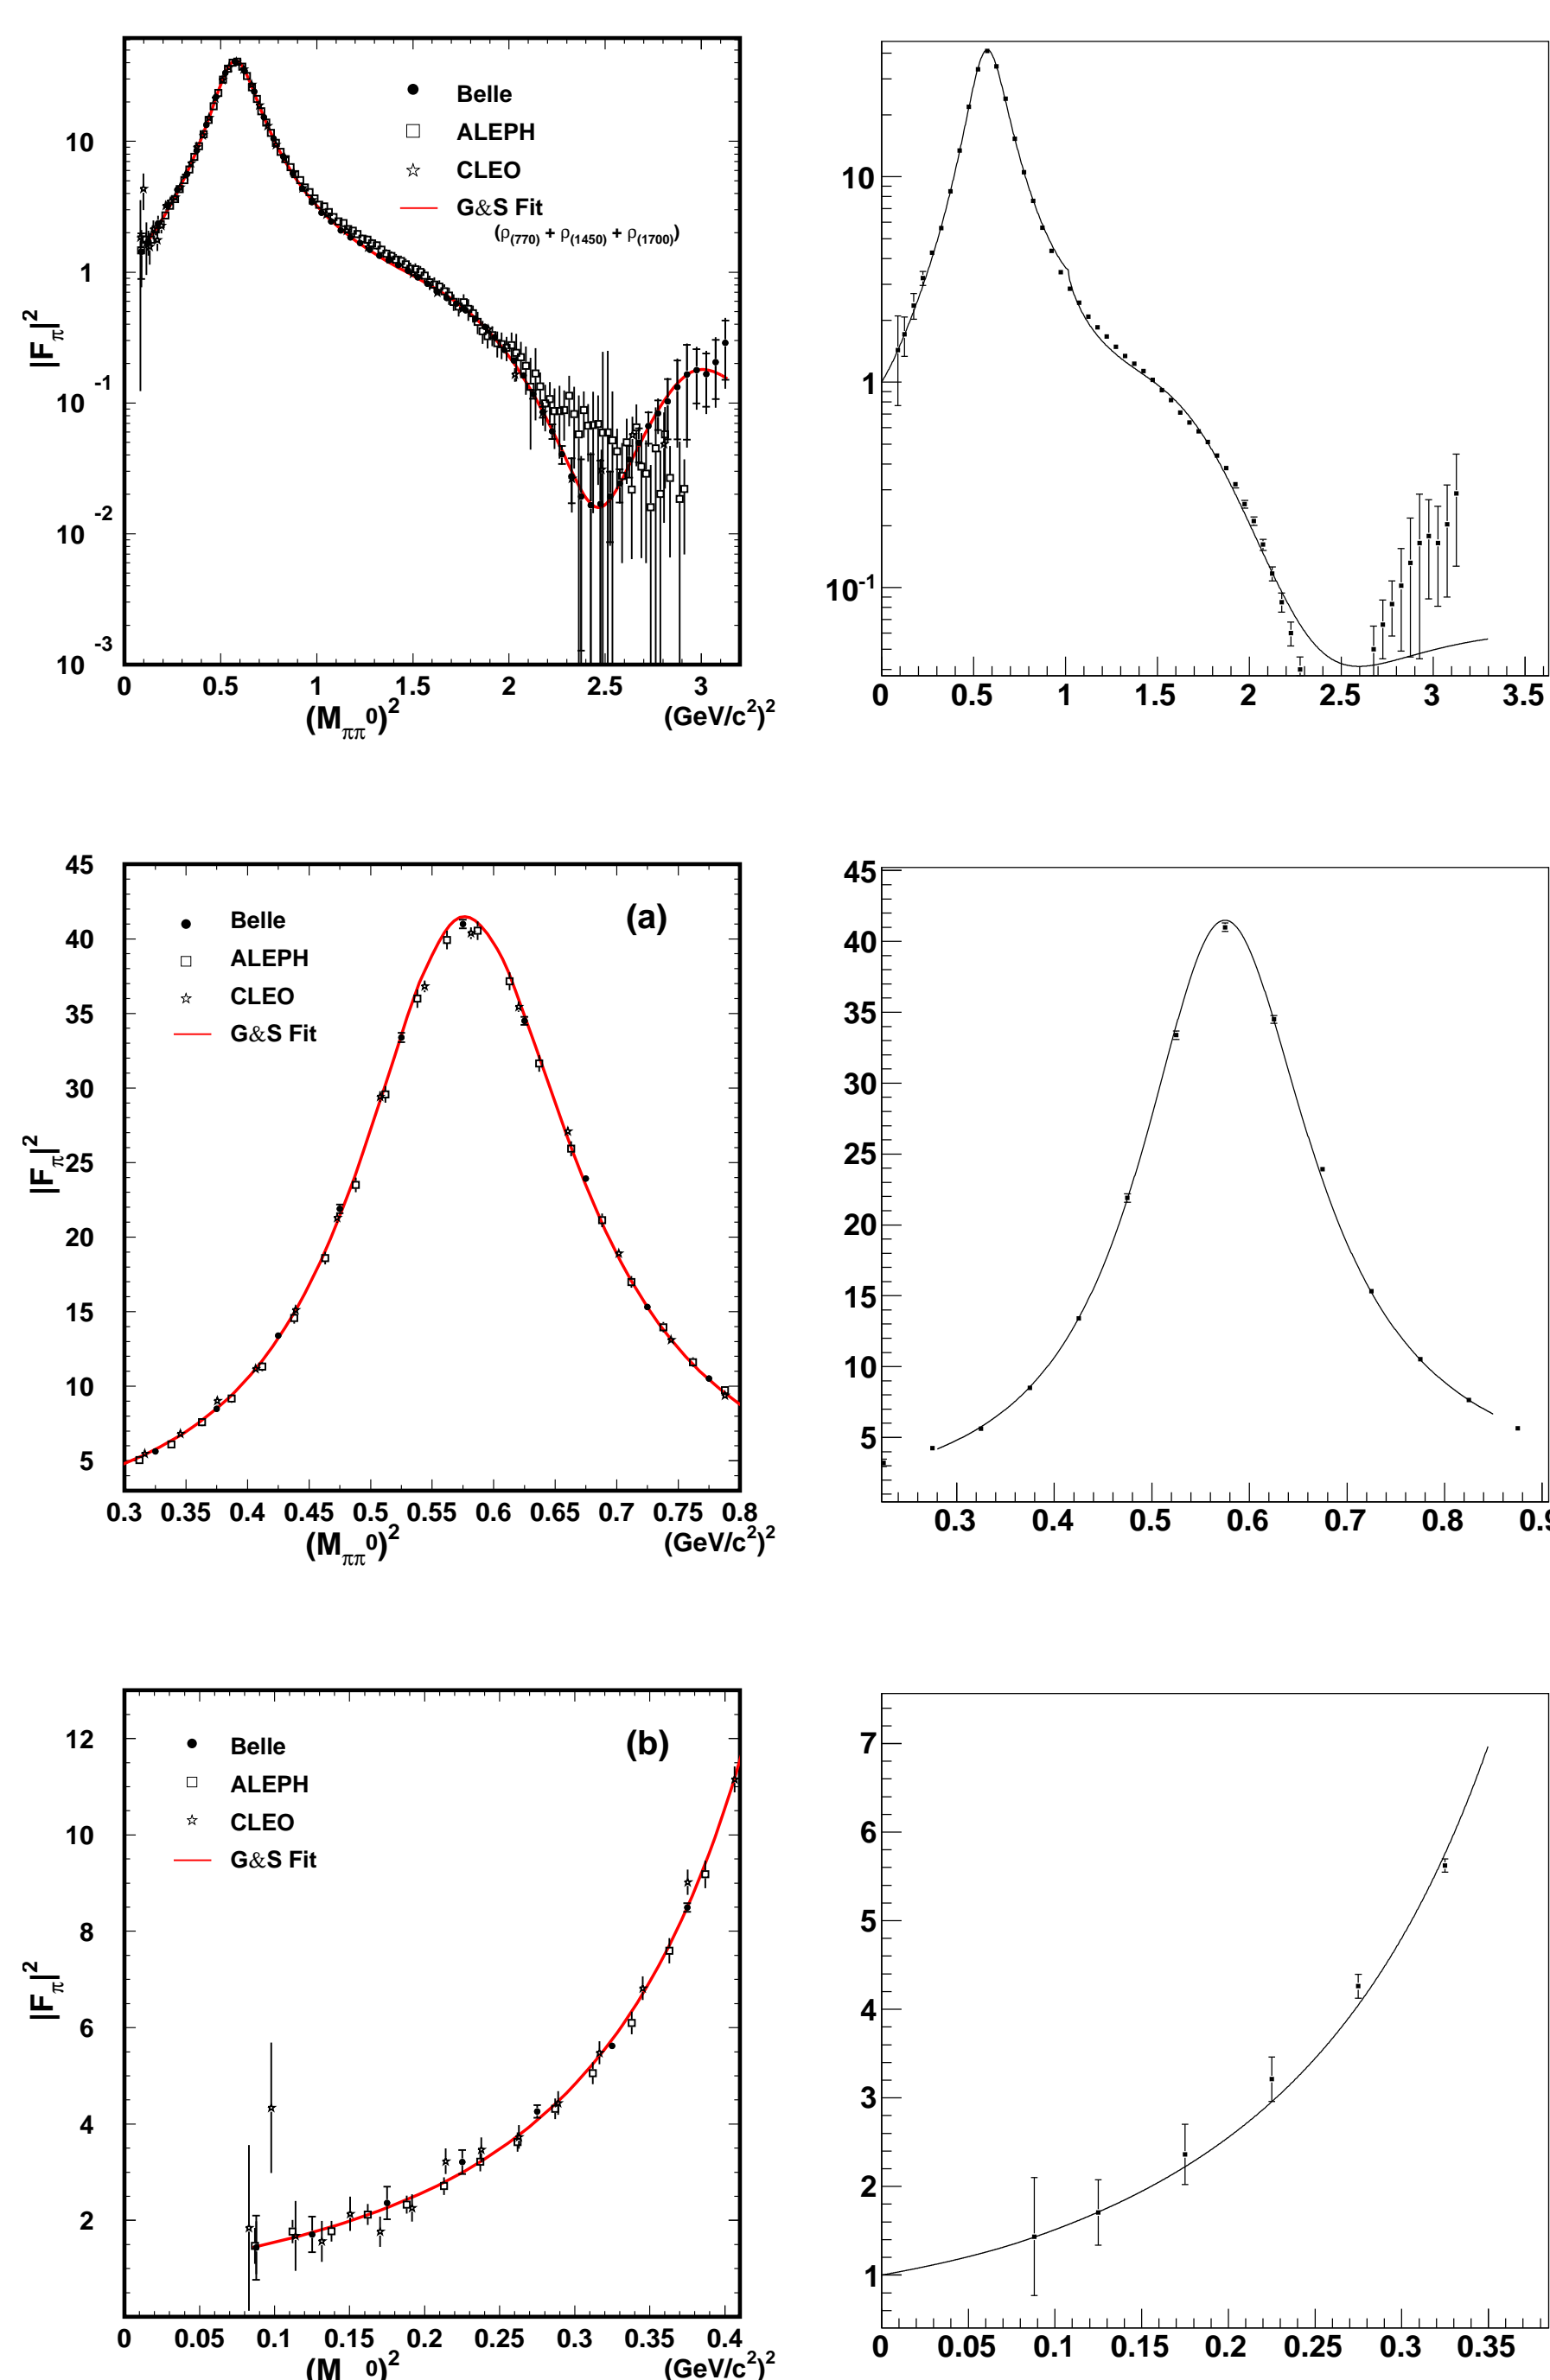 Belle
ALEPH
CLEO
G&S Fit
(ρ(770) + ρ(1450) + ρ(1700))
|Fπ|2
10
1
10 -1
10 -2
10 -3
0 0.5 1 1.5 2 2.5 3
(Mππ0)2 (GeV/c2)2
10
1
10-1
0 0.5 1 1.5 2 2.5 3 3.5
45
40
35
30
25
20
15
10
5
|Fπ|2
Belle
ALEPH
CLEO
G&S Fit
(a)
0.3 0.35 0.4 0.45 0.5 0.55 0.6 0.65 0.7 0.75 0.8
(Mππ0)2 (GeV/c2)2
45
40
35
30
25
20
15
10
5
0.3 0.4 0.5 0.6 0.7 0.8
12
10
8
6
4
2
|Fπ|2
Belle
ALEPH
CLEO
G&S Fit
(b)
0 0.05 0.1 0.15 0.2 0.25 0.3 0.35 0.4
(M 0)2 (GeV/c2)2
7
6
5
4
3
2
1
0 0.05 0.1 0.15 0.2 0.25 0.3 0.35